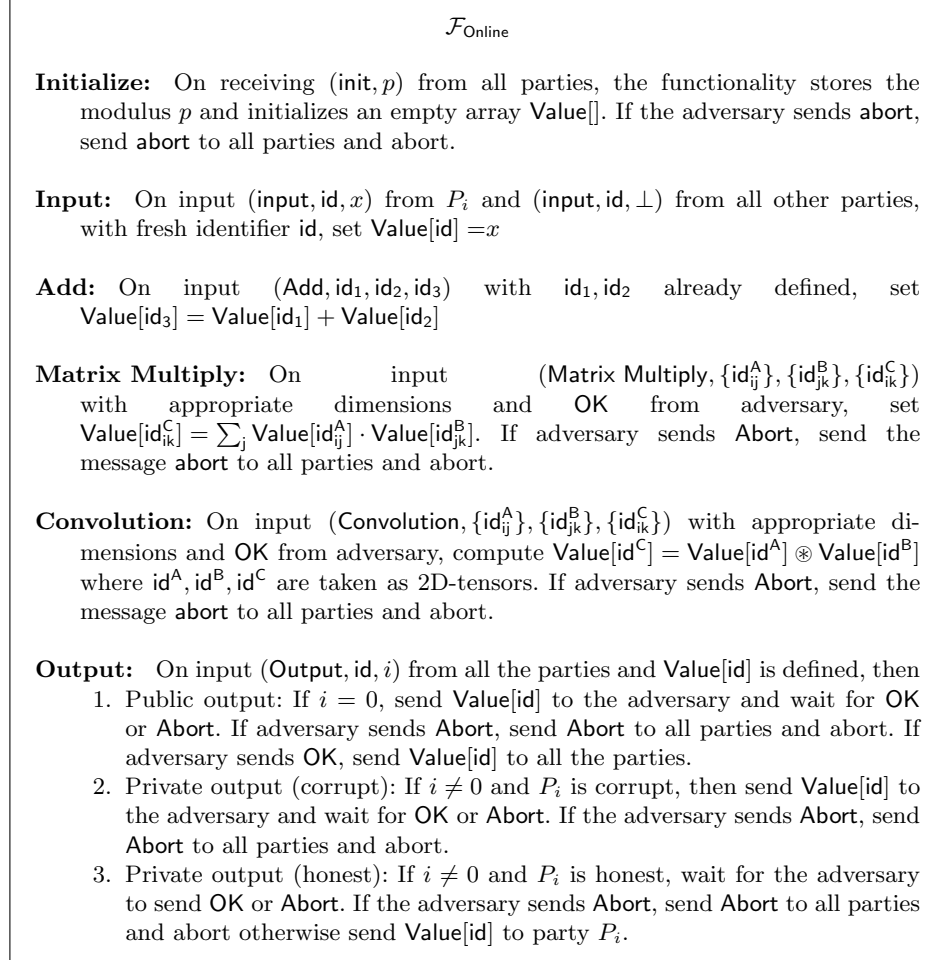 𝓕_Online
Initialize: On receiving (init, p) from all parties, the functionality stores the
modulus p and initializes an empty array Value[]. If the adversary sends abort,
send abort to all parties and abort.
Input: On input (input, id, x) from P_i and (input, id, ⊥) from all other parties,
with fresh identifier id, set Value[id] =x
Add: On input (Add, id₁, id₂, id₃) with id₁, id₂ already defined, set
Value[id₃] = Value[id₁] + Value[id₂]
Matrix Multiply: On input (Matrix Multiply, {id^A_ij}, {id^B_jk}, {id^C_ik})
with appropriate dimensions and OK from adversary, set
Value[id^C_ik] = ∑_j Value[id^A_ij] · Value[id^B_jk]. If adversary sends Abort, send the
message abort to all parties and abort.
Convolution: On input (Convolution, {id^A_ij}, {id^B_jk}, {id^C_ik}) with appropriate di-
mensions and OK from adversary, compute Value[id^C] = Value[id^A] ⊛ Value[id^B]
where id^A, id^B, id^C are taken as 2D-tensors. If adversary sends Abort, send the
message abort to all parties and abort.
Output: On input (Output, id, i) from all the parties and Value[id] is defined, then
1. Public output: If i = 0, send Value[id] to the adversary and wait for OK
or Abort. If adversary sends Abort, send Abort to all parties and abort. If
adversary sends OK, send Value[id] to all the parties.
2. Private output (corrupt): If i ≠ 0 and P_i is corrupt, then send Value[id] to
the adversary and wait for OK or Abort. If the adversary sends Abort, send
Abort to all parties and abort.
3. Private output (honest): If i ≠ 0 and P_i is honest, wait for the adversary
to send OK or Abort. If the adversary sends Abort, send Abort to all parties
and abort otherwise send Value[id] to party P_i.